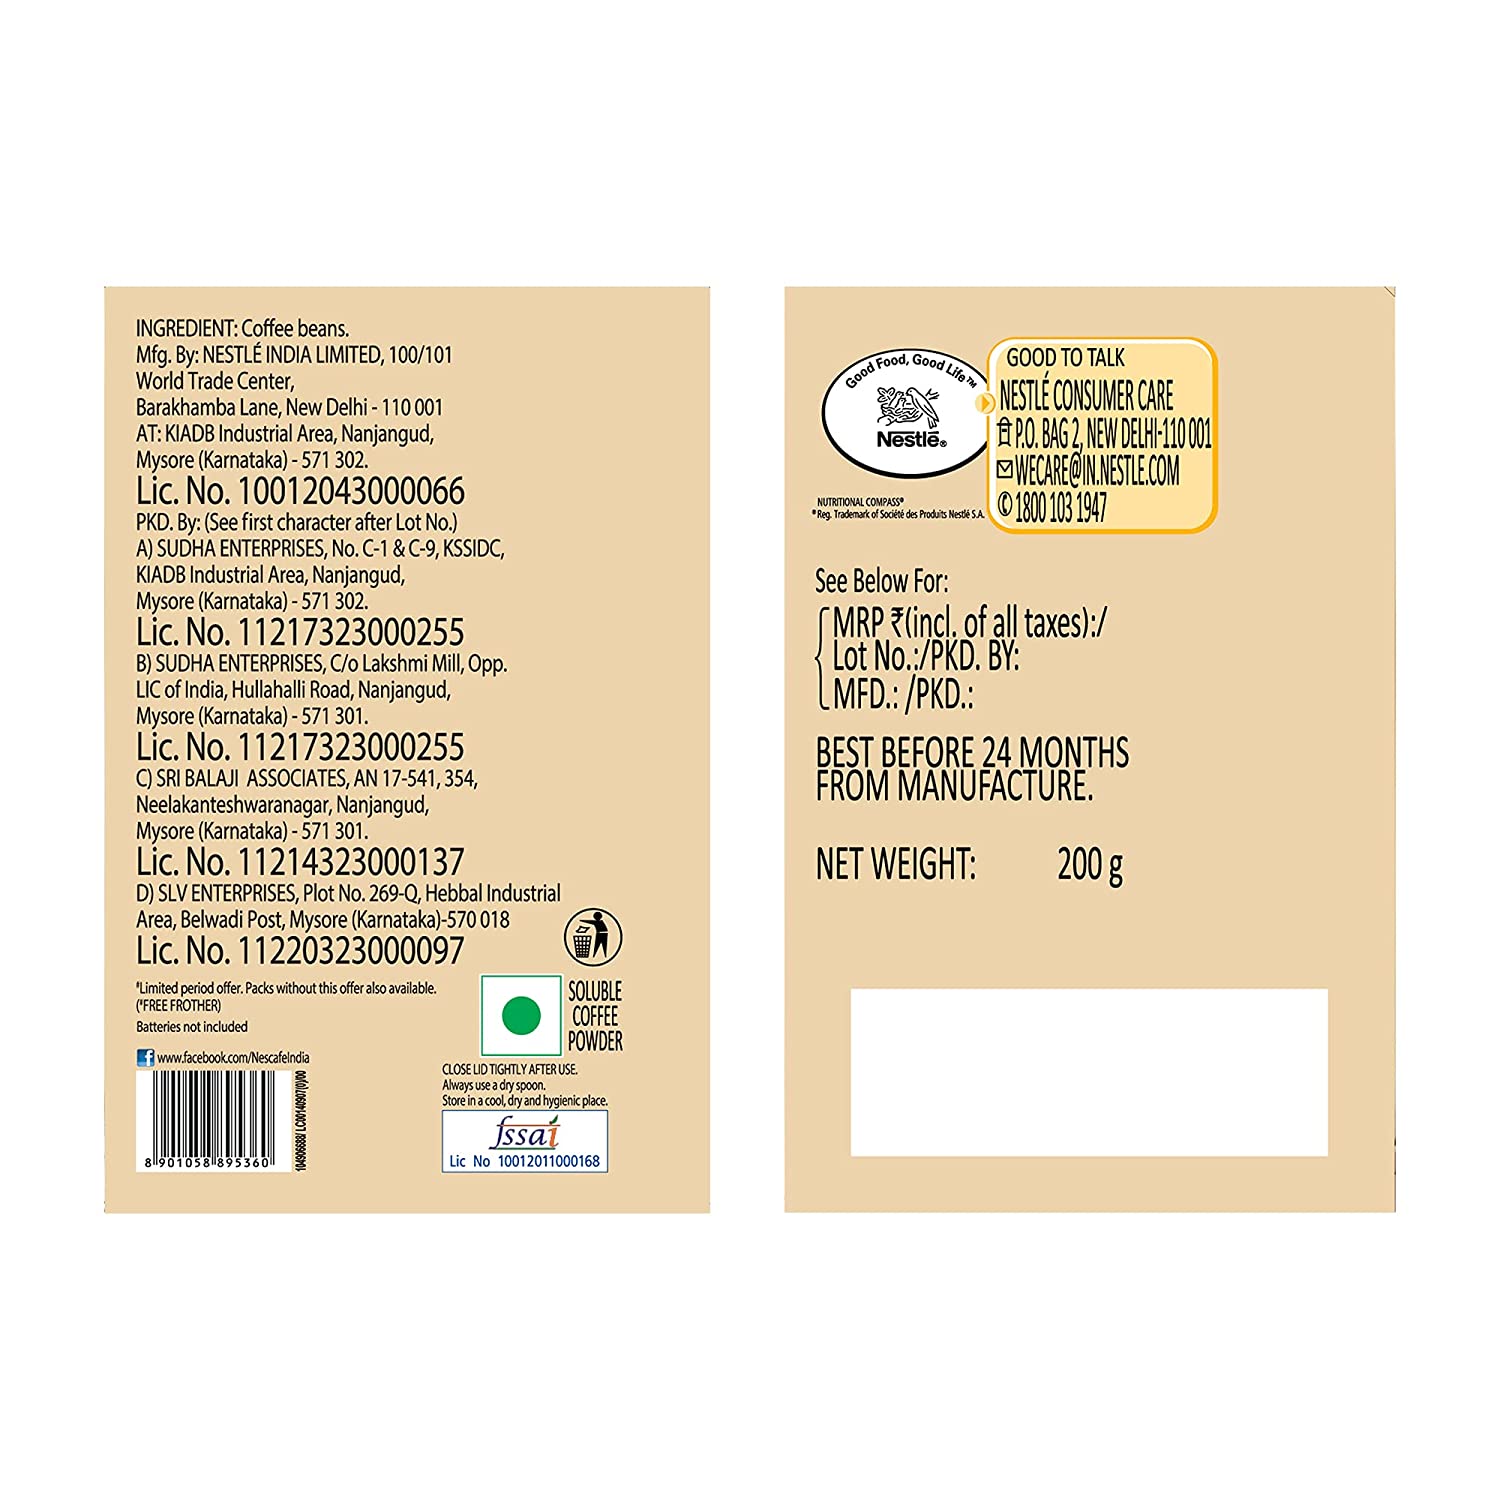 INGREDIENT: Coffee beans.
Mfg. By: NESTLÉ INDIA LIMITED, 100/101
World Trade Center,
Barakhamba Lane, New Delhi - 110 001
AT: KIADB Industrial Area, Nanjangud,
Mysore (Karnataka) - 571 302.
Lic. No. 10012043000066
PKD. By: (See first character after Lot No.)
A) SUDHA ENTERPRISES, No. C-1 & C-9, KSSIDC,
KIADB Industrial Area, Nanjangud,
Mysore (Karnataka) - 571 302.
Lic. No. 11217323000255
B) SUDHA ENTERPRISES, C/o Lakshmi Mill, Opp.
LIC of India, Hullahalli Road, Nanjangud,
Mysore (Karnataka) - 571 301.
Lic. No. 11217323000255
C) SRI BALAJI ASSOCIATES, AN 17-541, 354,
Neelakanteshwaranagar, Nanjangud,
Mysore (Karnataka) - 571 301.
Lic. No. 11214323000137
D) SLV ENTERPRISES, Plot No. 269-Q, Hebbal Industrial
Area, Belwadi Post, Mysore (Karnataka)-570 018
Lic. No. 11220323000097
#Limited period offer. Packs without this offer also available.
(#FREE FROTHER)
Batteries not included
f www.facebook.com/NescafeIndia
8 901058 895360
104906688/ LC00140907(0)/00
SOLUBLE
COFFEE
POWDER
CLOSE LID TIGHTLY AFTER USE.
Always use a dry spoon.
Store in a cool, dry and hygienic place.
fssai
Lic No 10012011000168
Good Food, Good Life™
Nestlé®
NUTRITIONAL COMPASS®
® Reg. Trademark of Société des Produits Nestlé S.A.
GOOD TO TALK
NESTLÉ CONSUMER CARE
P.O. BAG 2, NEW DELHI-110 001
WECARE@IN.NESTLE.COM
1800 103 1947
See Below For:
MRP ₹(incl. of all taxes):/
Lot No.:/PKD. BY:
MFD.: /PKD.:
BEST BEFORE 24 MONTHS
FROM MANUFACTURE.
NET WEIGHT: 200 g